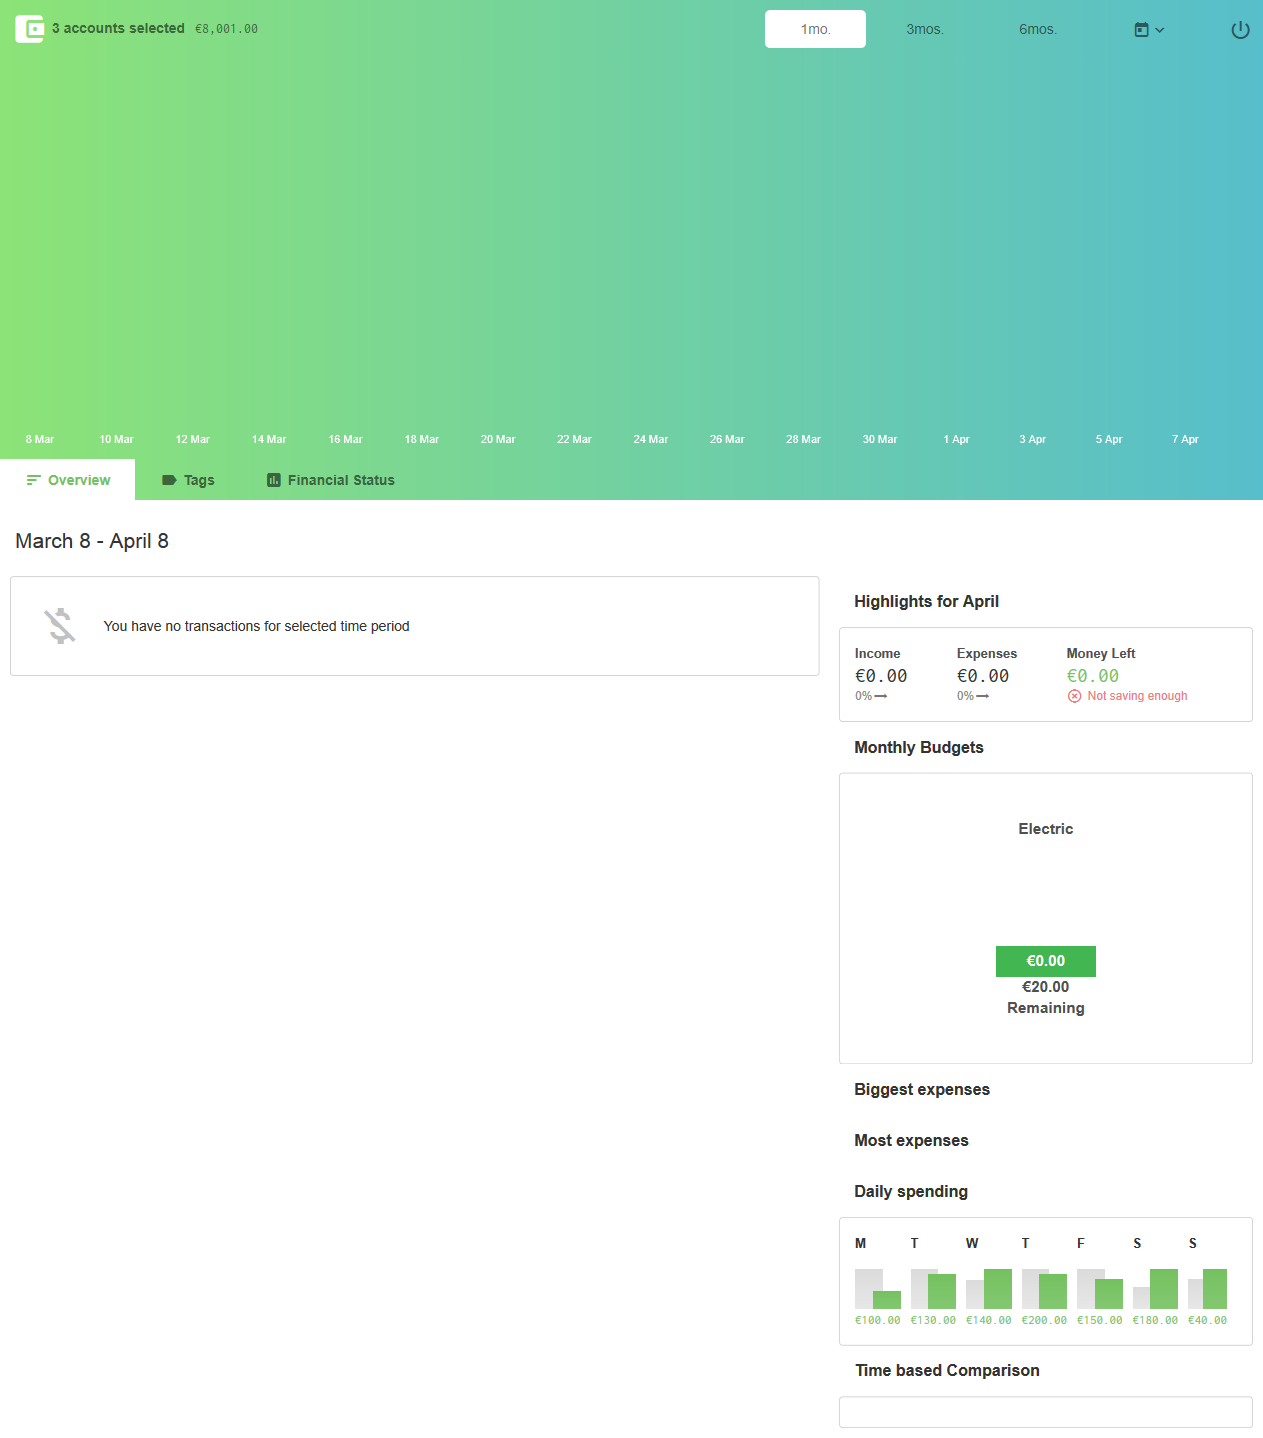 3 accounts selected €8,001.00
1mo. 3mos. 6mos.
8 Mar 10 Mar 12 Mar 14 Mar 16 Mar 18 Mar 20 Mar 22 Mar 24 Mar 26 Mar 28 Mar 30 Mar 1 Apr 3 Apr 5 Apr 7 Apr
Overview Tags Financial Status
March 8 - April 8
You have no transactions for selected time period
Highlights for April
Income Expenses Money Left
€0.00 €0.00 €0.00
0% 0% Not saving enough
Monthly Budgets
Electric
€0.00
€20.00
Remaining
Biggest expenses
Most expenses
Daily spending
M T W T F S S
€100.00 €130.00 €140.00 €200.00 €150.00 €180.00 €40.00
Time based Comparison